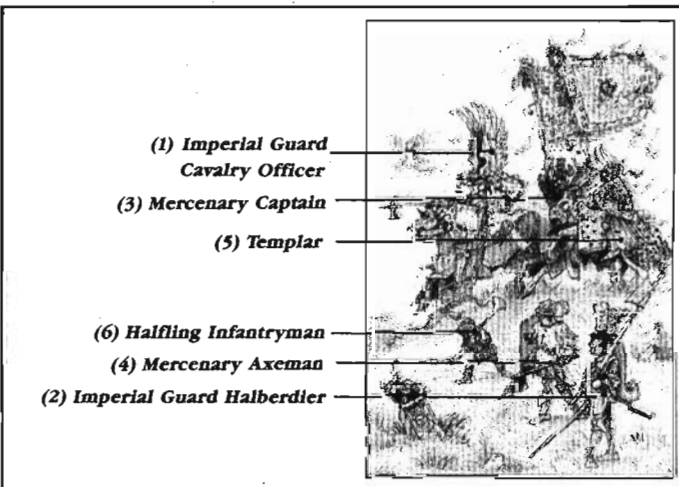 (1) Imperial Guard
Cavalry Officer
(3) Mercenary Captain
(5) Templar
(6) Halfling Infantryman
(4) Mercenary Axeman
(2) Imperial Guard Halberdier